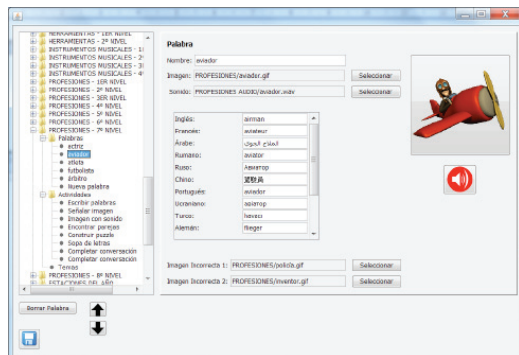 HERRAMIENTAS - 1ER NIVEL
HERRAMIENTAS - 2º NIVEL
INSTRUMENTOS MUSICALES - 1
INSTRUMENTOS MUSICALES - 2
INSTRUMENTOS MUSICALES - 3
INSTRUMENTOS MUSICALES - 4
PROFESIONES - 1ER NIVEL
PROFESIONES - 2º NIVEL
PROFESIONES - 3ER NIVEL
PROFESIONES - 4º NIVEL
PROFESIONES - 5º NIVEL
PROFESIONES - 6º NIVEL
PROFESIONES - 7º NIVEL
Palabras
actriz
aviador
atleta
futbolista
árbitro
Nueva palabra
Actividades
Escribir palabras
Señalar imagen
Imagen con sonido
Encontrar parejas
Construir puzzle
Sopa de letras
Completar conversación
Completar conversación
Temas
PROFESIONES - 8º NIVEL
ESTACIONES DEL AÑO
Borrar Palabra
Palabra
Nombre: aviador
Imagen: PROFESIONES/aviador.gif Seleccionar
Sonido: PROFESIONES AUDIO/aviador.wav Seleccionar
Inglés: airman
Francés: aviateur
Árabe: الملاح الجوي
Rumano: aviator
Ruso: Авиатор
Chino:
Portugués: aviador
Ucraniano: авіатор
Turco: havacı
Alemán: flieger
Imagen Incorrecta 1: PROFESIONES/policía.gif Seleccionar
Imagen Incorrecta 2: PROFESIONES/inventor.gif Seleccionar